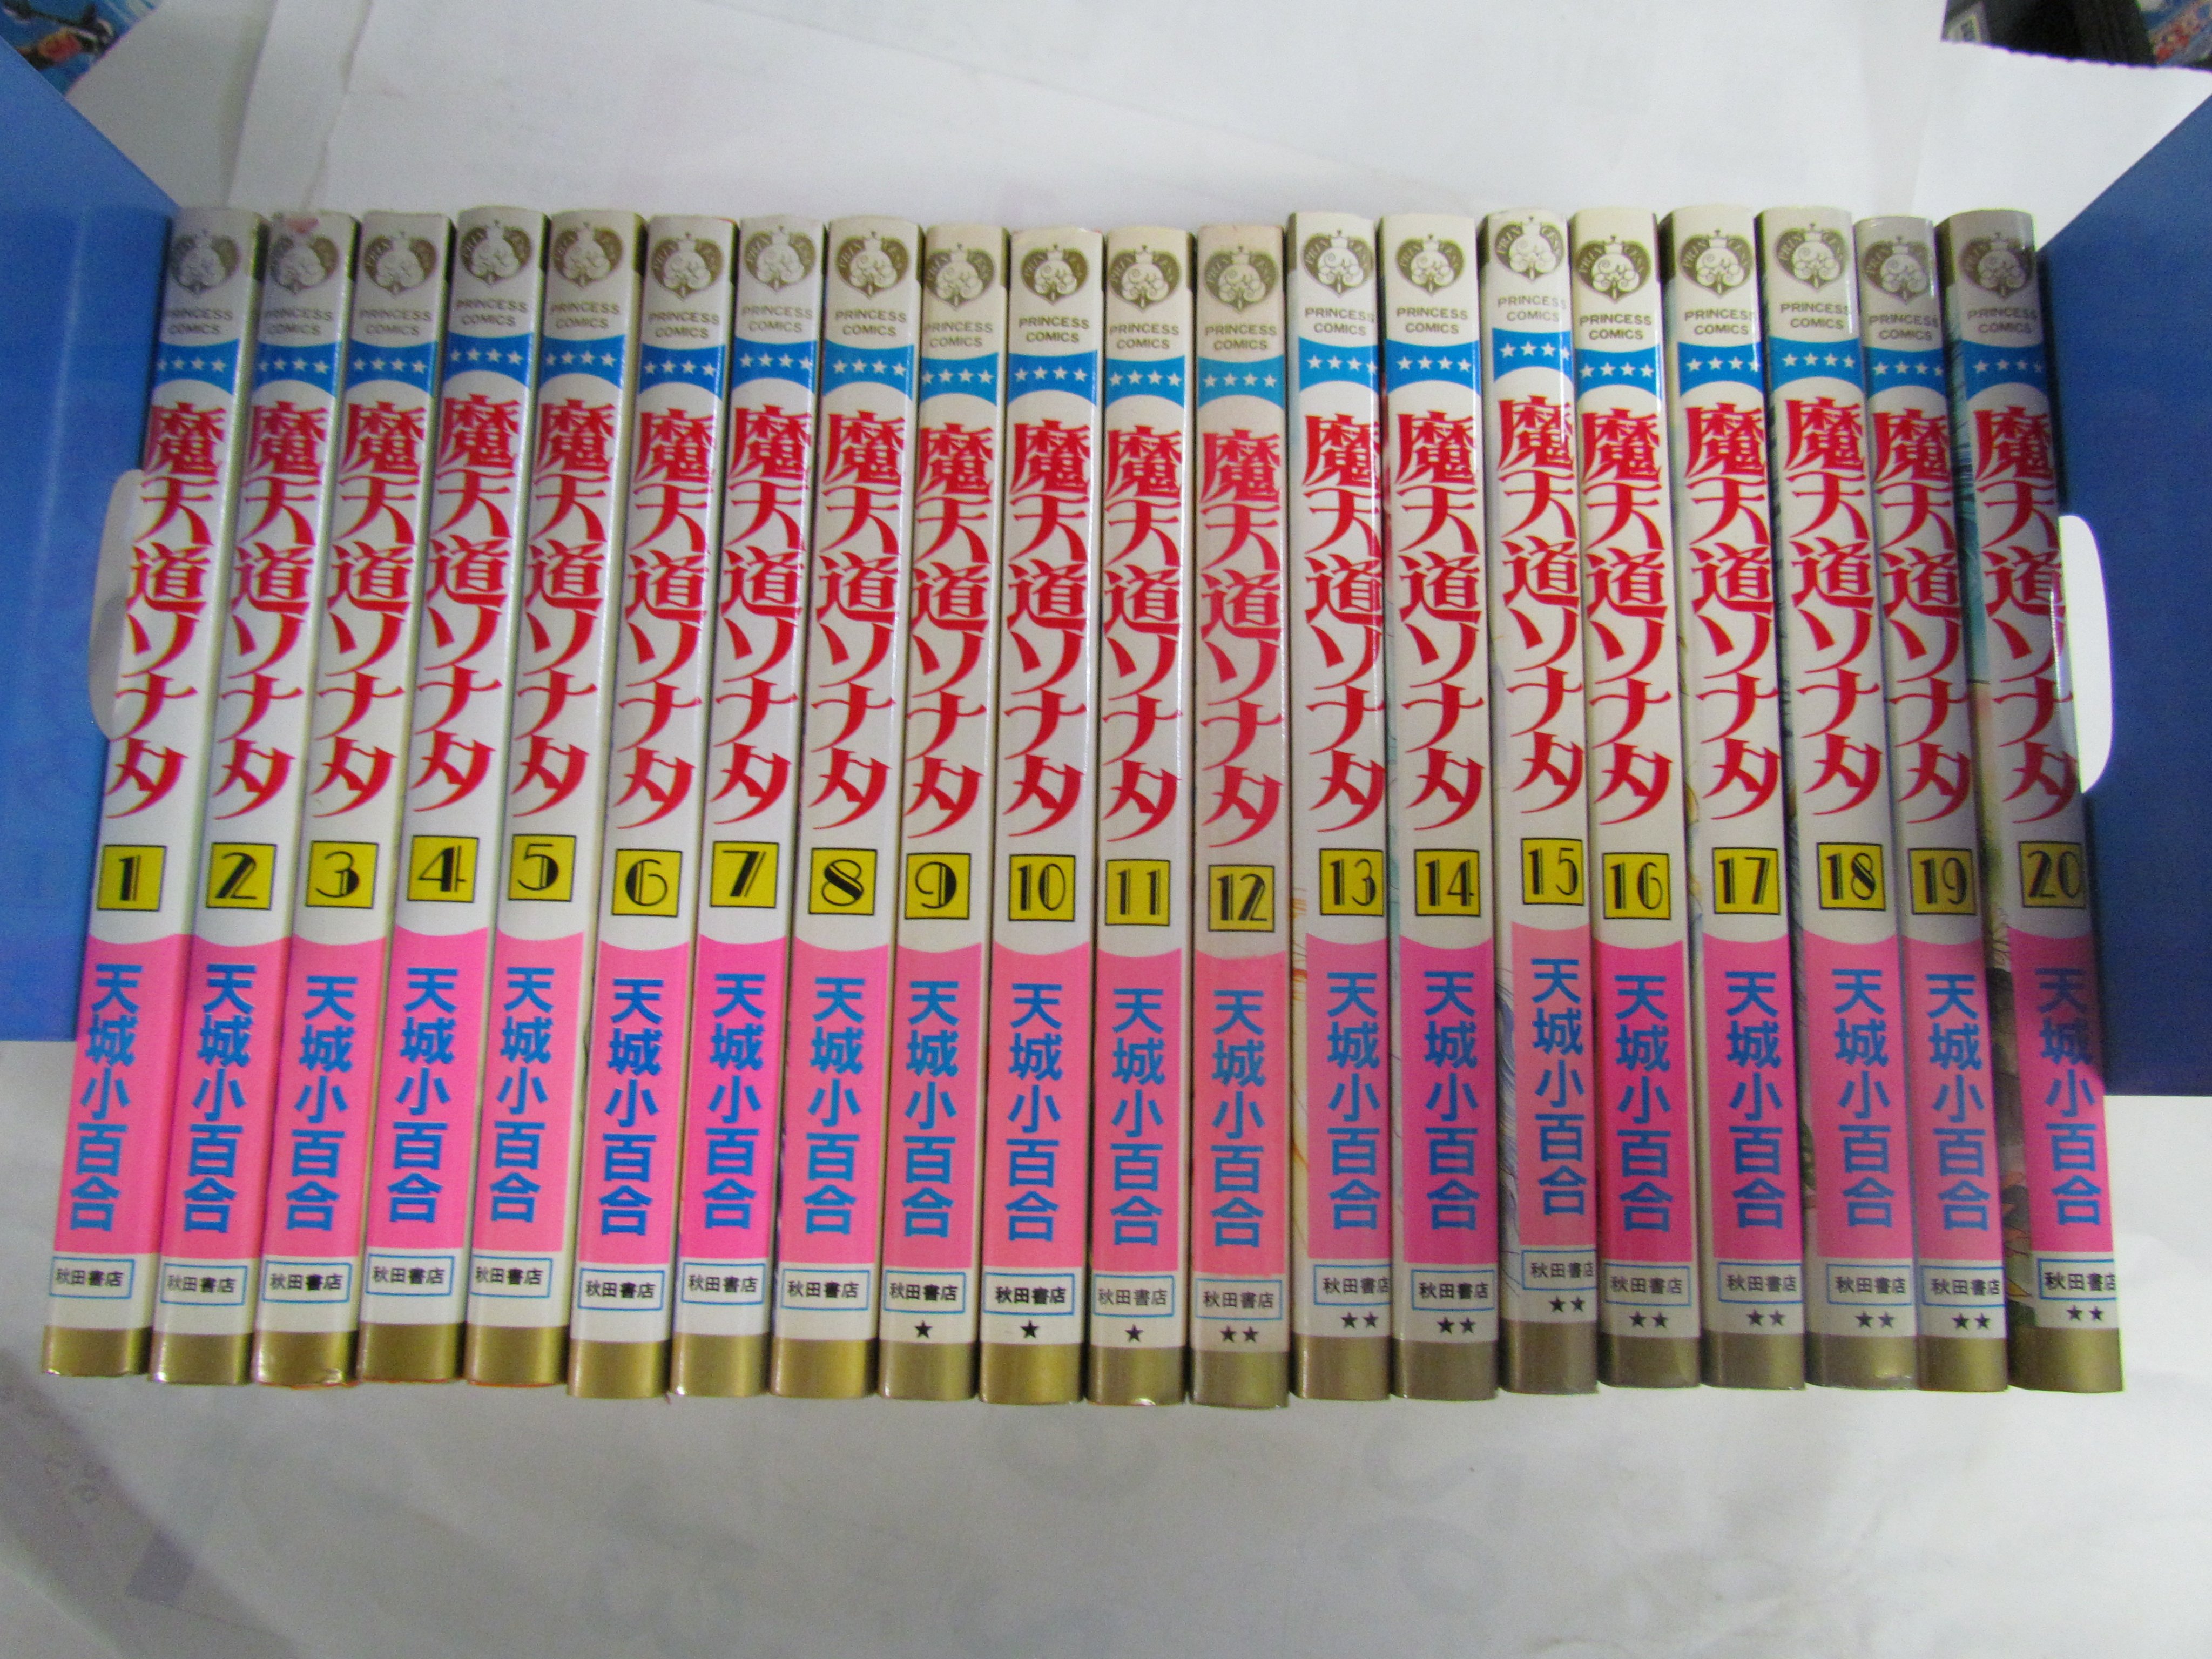 PRINCESS
COMICS
魔天道ソナタ
1
天城小百合
秋田書店
PRINCESS
COMICS
魔天道ソナタ
2
天城小百合
秋田書店
PRINCESS
COMICS
魔天道ソナタ
3
天城小百合
秋田書店
PRINCESS
COMICS
魔天道ソナタ
4
天城小百合
秋田書店
PRINCESS
COMICS
魔天道ソナタ
5
天城小百合
秋田書店
PRINCESS
COMICS
魔天道ソナタ
6
天城小百合
秋田書店
PRINCESS
COMICS
魔天道ソナタ
7
天城小百合
秋田書店
PRINCESS
COMICS
魔天道ソナタ
8
天城小百合
秋田書店
PRINCESS
COMICS
魔天道ソナタ
9
天城小百合
秋田書店
★
PRINCESS
COMICS
魔天道ソナタ
10
天城小百合
秋田書店
★
PRINCESS
COMICS
魔天道ソナタ
11
天城小百合
秋田書店
★
PRINCESS
COMICS
魔天道ソナタ
12
天城小百合
秋田書店
★★
PRINCESS
COMICS
魔天道ソナタ
13
天城小百合
秋田書店
★★
PRINCESS
COMICS
魔天道ソナタ
14
天城小百合
秋田書店
★★
PRINCESS
COMICS
魔天道ソナタ
15
天城小百合
秋田書店
★★
PRINCESS
COMICS
魔天道ソナタ
16
天城小百合
秋田書店
★★
PRINCESS
COMICS
魔天道ソナタ
17
天城小百合
秋田書店
★★
PRINCESS
COMICS
魔天道ソナタ
18
天城小百合
秋田書店
★★
PRINCESS
COMICS
魔天道ソナタ
19
天城小百合
秋田書店
★★
PRINCESS
COMICS
魔天道ソナタ
20
天城小百合
秋田書店
★★